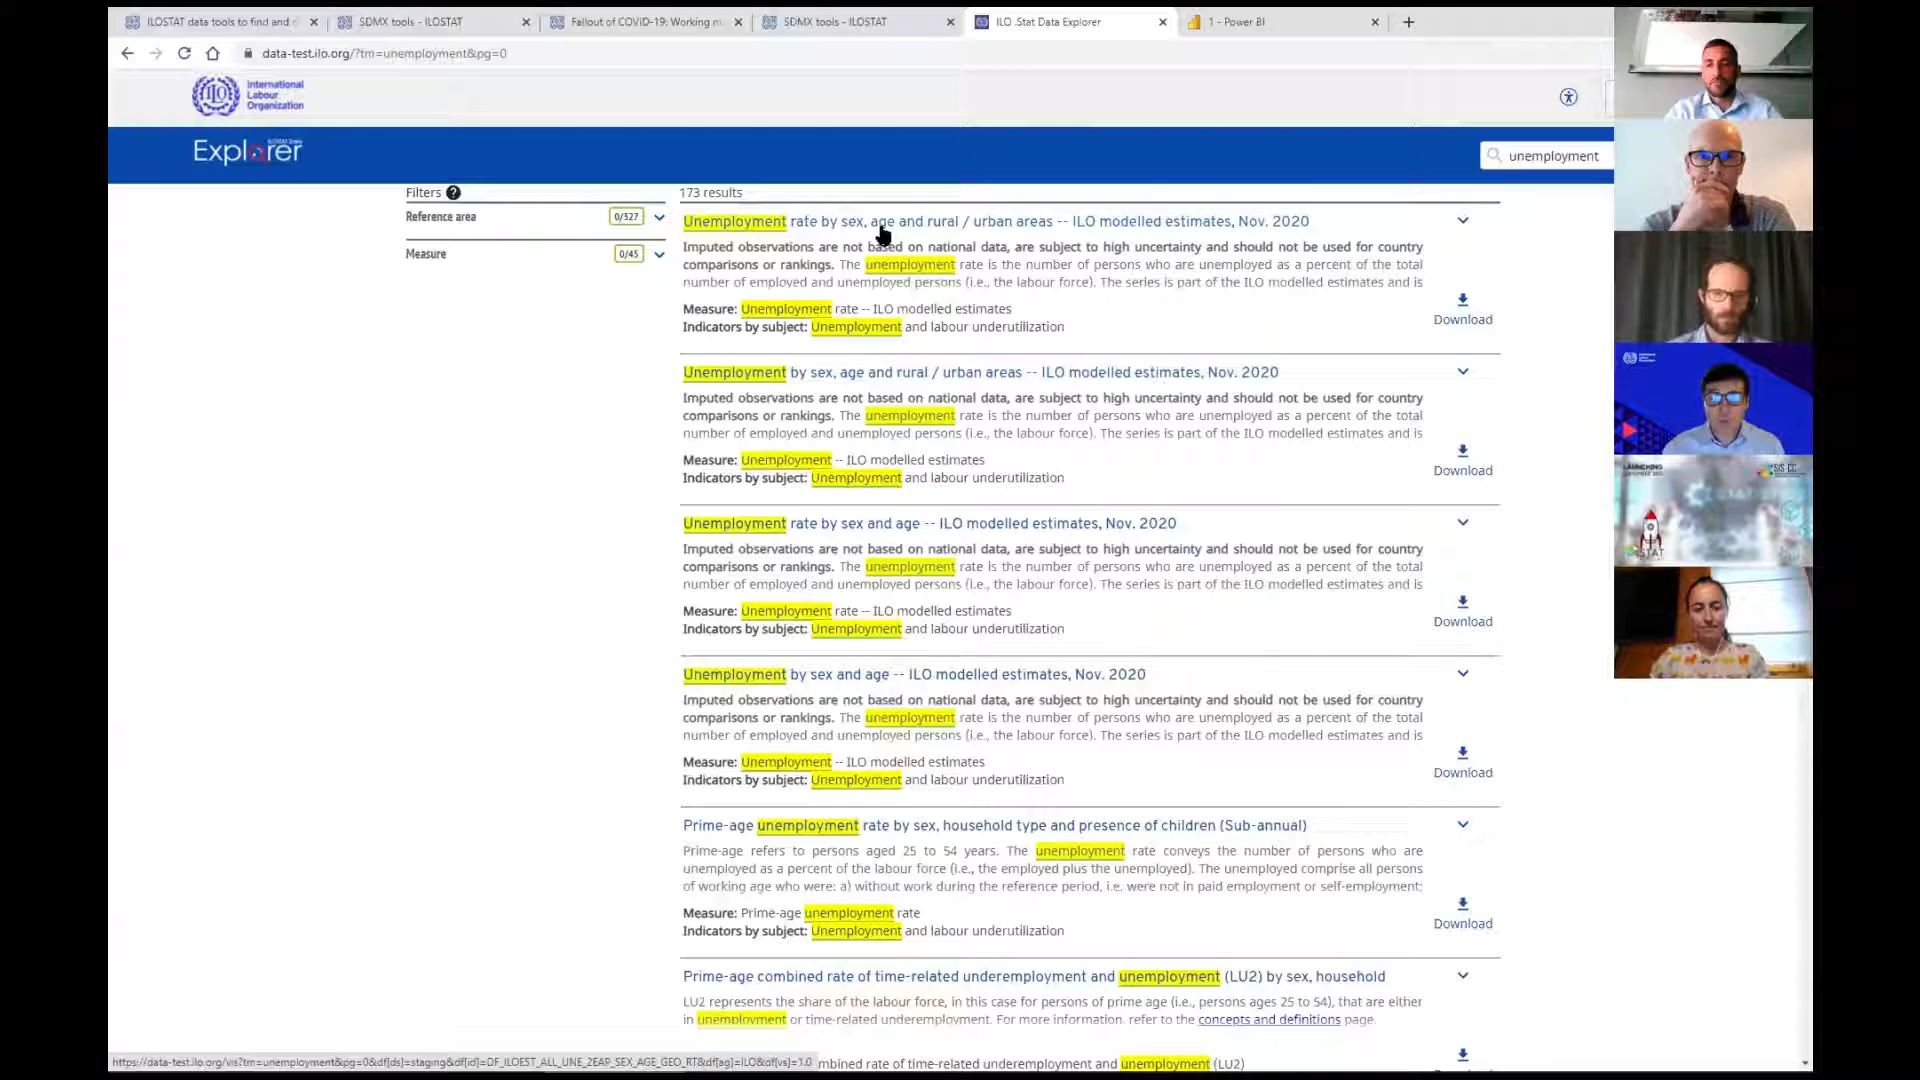 ILOSTAT data tools to find and d
SDMX tools - ILOSTAT
Fallout of COVID-19: Working m
SDMX tools - ILOSTAT
ILO .Stat Data Explorer
1 - Power BI
data-test.ilo.org/?tm=unemployment&pg=0
International
Labour
Organization
Explorer
unemployment
Filters
173 results
Reference area
0/327
Measure
0/45
Unemployment rate by sex, age and rural / urban areas -- ILO modelled estimates, Nov. 2020
Imputed observations are not based on national data, are subject to high uncertainty and should not be used for country
comparisons or rankings. The unemployment rate is the number of persons who are unemployed as a percent of the total
number of employed and unemployed persons (i.e., the labour force). The series is part of the ILO modelled estimates and is
Measure: Unemployment rate -- ILO modelled estimates
Indicators by subject: Unemployment and labour underutilization
Download
Unemployment by sex, age and rural / urban areas -- ILO modelled estimates, Nov. 2020
Imputed observations are not based on national data, are subject to high uncertainty and should not be used for country
comparisons or rankings. The unemployment rate is the number of persons who are unemployed as a percent of the total
number of employed and unemployed persons (i.e., the labour force). The series is part of the ILO modelled estimates and is
Measure: Unemployment -- ILO modelled estimates
Indicators by subject: Unemployment and labour underutilization
Download
Unemployment rate by sex and age -- ILO modelled estimates, Nov. 2020
Imputed observations are not based on national data, are subject to high uncertainty and should not be used for country
comparisons or rankings. The unemployment rate is the number of persons who are unemployed as a percent of the total
number of employed and unemployed persons (i.e., the labour force). The series is part of the ILO modelled estimates and is
Measure: Unemployment rate -- ILO modelled estimates
Indicators by subject: Unemployment and labour underutilization
Download
Unemployment by sex and age -- ILO modelled estimates, Nov. 2020
Imputed observations are not based on national data, are subject to high uncertainty and should not be used for country
comparisons or rankings. The unemployment rate is the number of persons who are unemployed as a percent of the total
number of employed and unemployed persons (i.e., the labour force). The series is part of the ILO modelled estimates and is
Measure: Unemployment -- ILO modelled estimates
Indicators by subject: Unemployment and labour underutilization
Download
Prime-age unemployment rate by sex, household type and presence of children (Sub-annual)
Prime-age refers to persons aged 25 to 54 years. The unemployment rate conveys the number of persons who are
unemployed as a percent of the labour force (i.e., the employed plus the unemployed). The unemployed comprise all persons
of working age who were: a) without work during the reference period, i.e. were not in paid employment or self-employment;
Measure: Prime-age unemployment rate
Indicators by subject: Unemployment and labour underutilization
Download
Prime-age combined rate of time-related underemployment and unemployment (LU2) by sex, household
LU2 represents the share of the labour force, in this case for persons of prime age (i.e., persons ages 25 to 54), that are either
in unemployment or time-related underemployment. For more information, refer to the concepts and definitions page.
mbined rate of time-related underemployment and unemployment (LU2)
https://data-test.ilo.org/vis?tm=unemployment&pg=0&df[ds]=staging&df[id]=DF_ILOEST_ALL_UNE_2EAP_SEX_AGE_GEO_RT&df[ag]=ILO&df[vs]=1.0
LAUNCHING
SIS CC
STAT